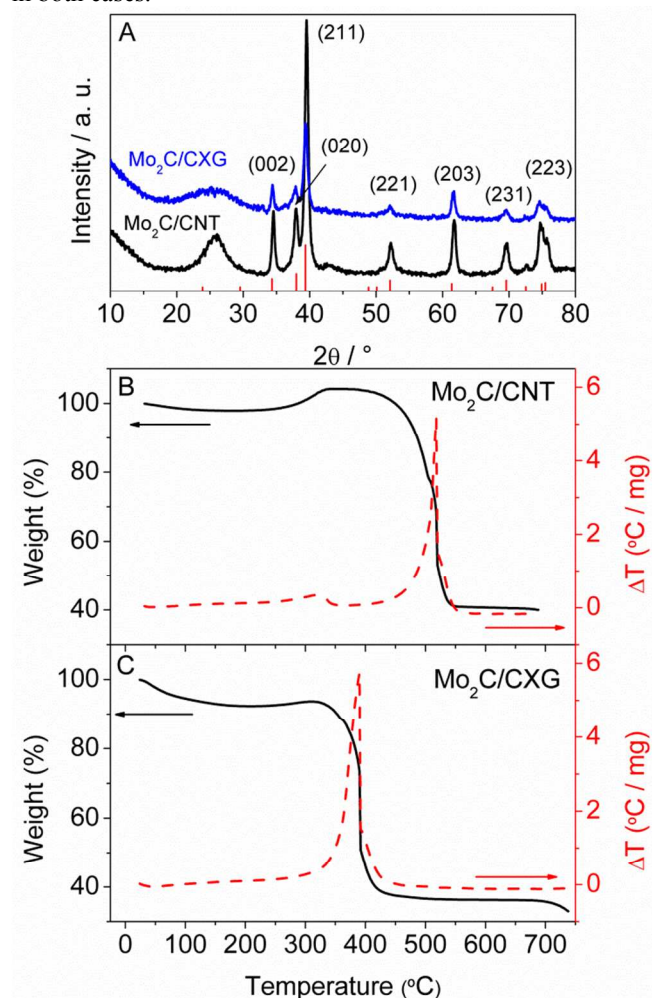 in both cases.
A
(211)
(002)
(020)
(221)
(203)
(231)
(223)
Mo₂C/CXG
Mo₂C/CNT
Intensity / a. u.
10 20 30 40 50 60 70 80
2θ / °
B
Mo₂C/CNT
100
80
60
40
Weight (%)
6
4
2
0
ΔT (ºC / mg)
C
Mo₂C/CXG
100
80
60
40
Weight (%)
6
4
2
0
ΔT (ºC / mg)
0 100 200 300 400 500 600 700
Temperature (ºC)